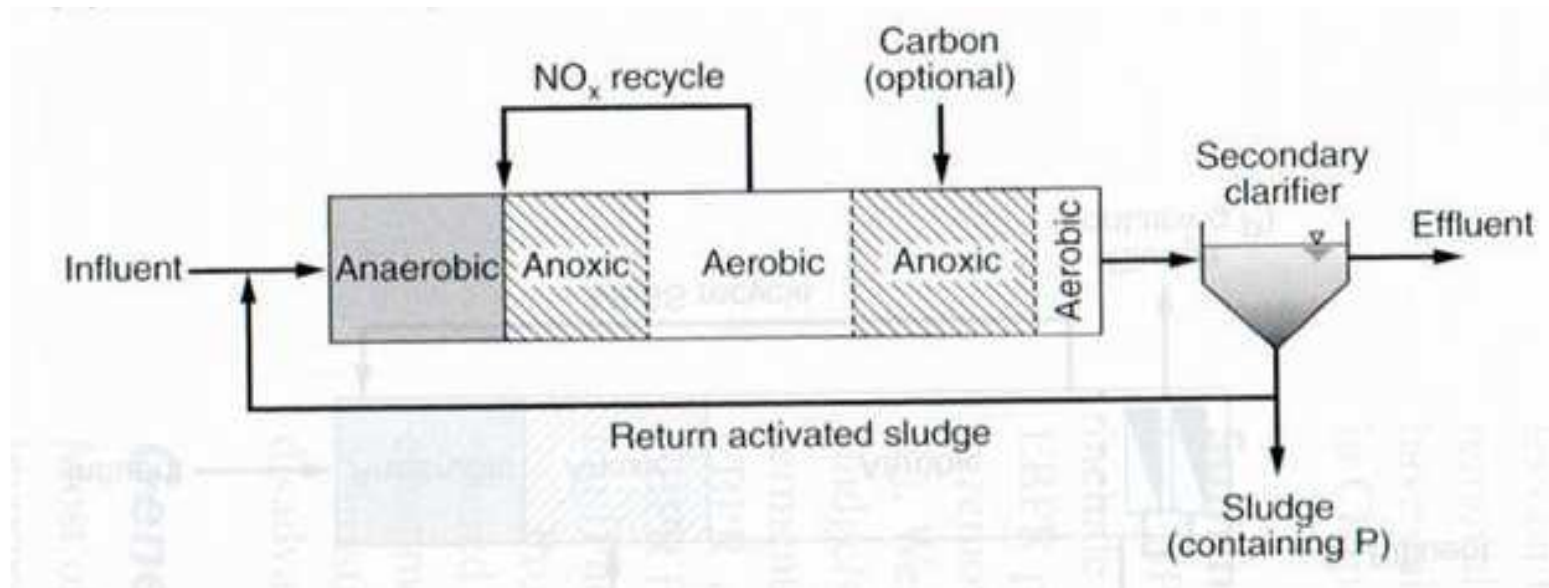 Carbon
(optional)
NOx recycle
Secondary
clarifier
Influent
Anaerobic
Anoxic
Aerobic
Anoxic
Aerobic
Effluent
Return activated sludge
Sludge
(containing P)